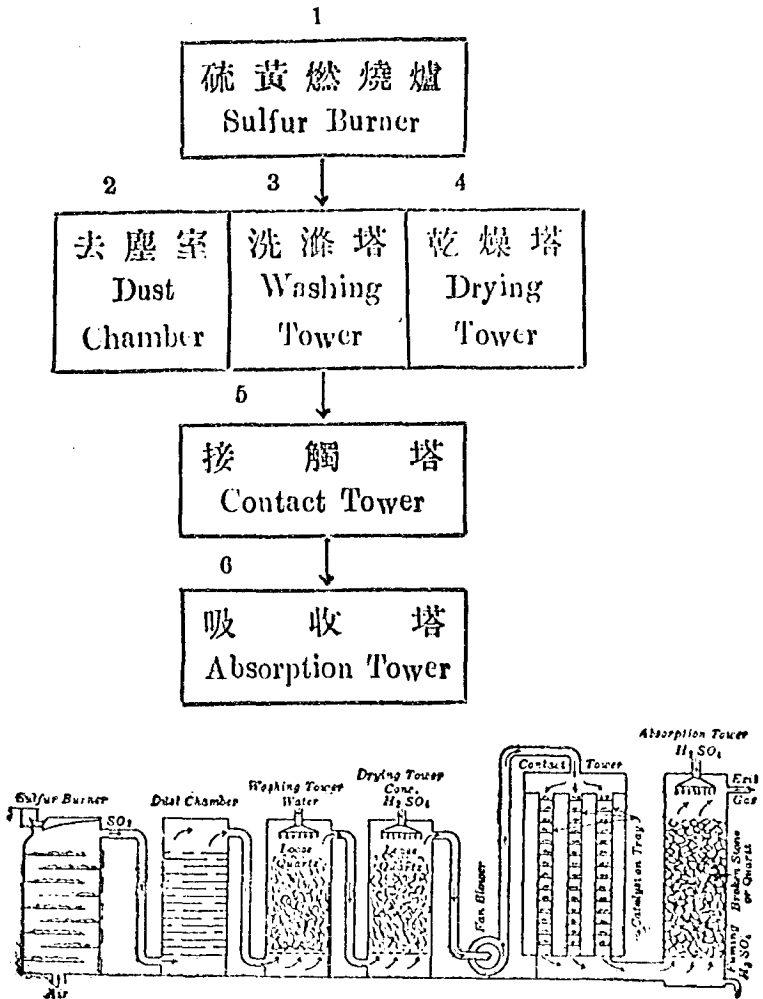 1
硫黃燃燒爐
Sulfur Burner
2 3 4
去塵室 洗滌塔 乾燥塔
Dust Washing Drying
Chamber Tower Tower
5
接觸塔
Contact Tower
6
吸收塔
Absorption Tower
Absorption Tower
H₂SO₄
Sulfur Burner
SO₂
Air
Dust Chamber
Washing Tower
Water
Loose
Quartz
Drying Tower
Conc.
H₂SO₄
Loose
Quartz
Fan Blower
Contact Tower
Catalytion Tray
Exit
Gas
Broken Stone
or Quartz
Fuming
H₂SO₄